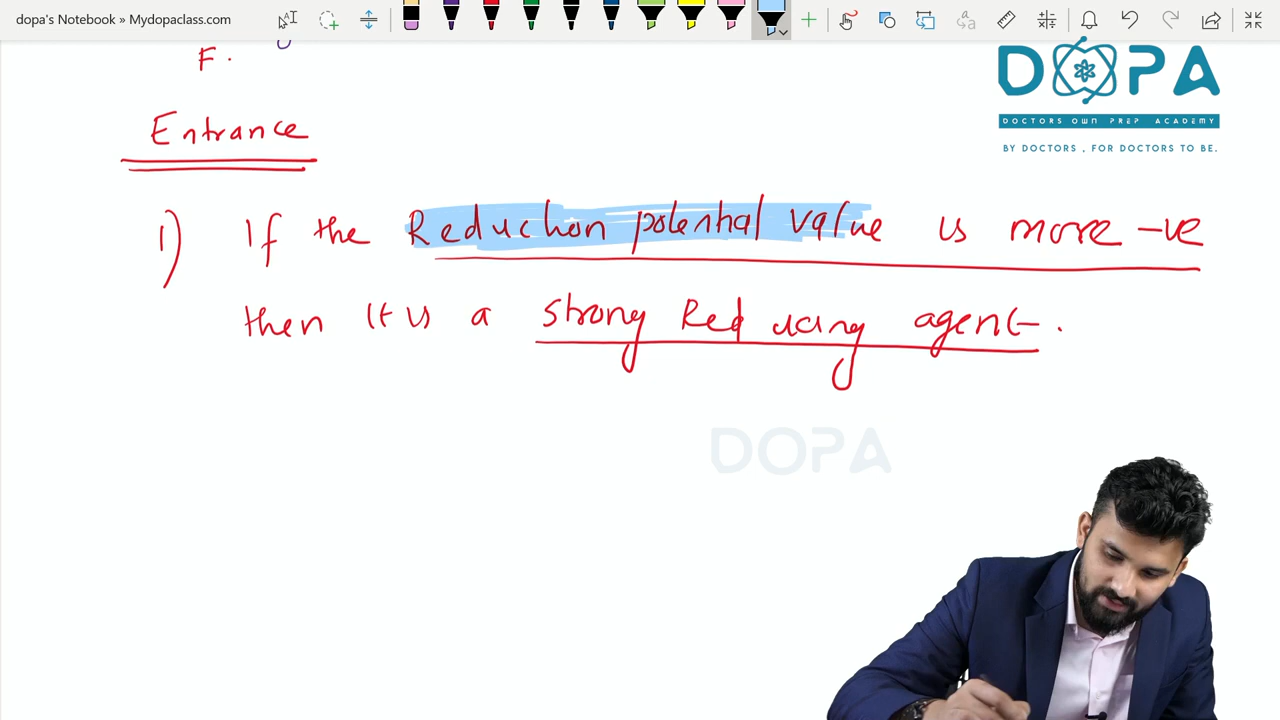 dopa's Notebook » Mydopaclass.com
F.
DOPA
DOCTORS OWN PREP ACADEMY
BY DOCTORS , FOR DOCTORS TO BE.
Entrance
1) If the Reduction potential value is more -ve
then It is a strong Reducing agent.
DOPA